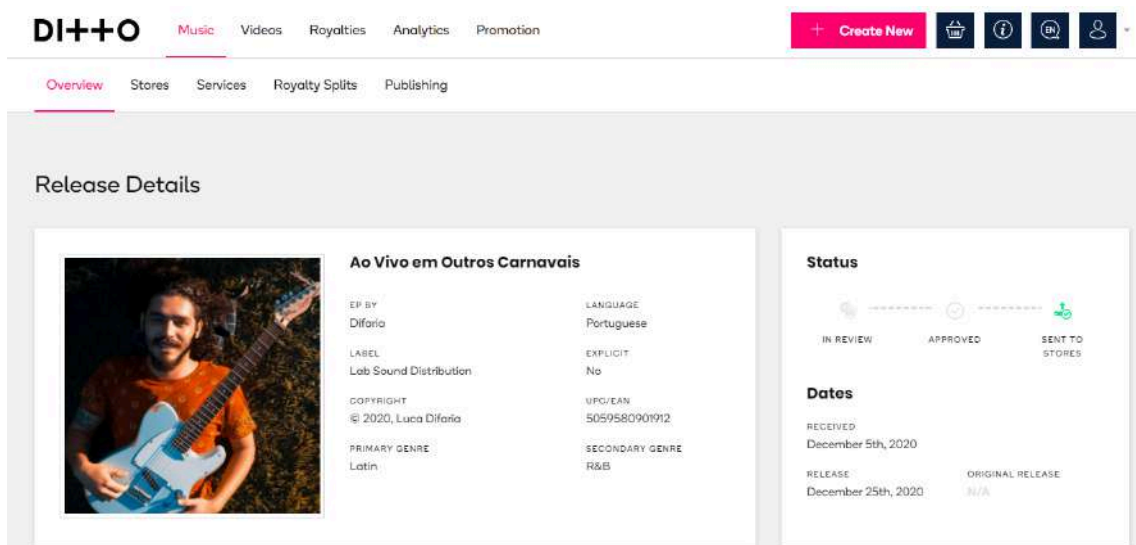 DI++O Music Videos Royalties Analytics Promotion + Create New EN
Overview Stores Services Royalty Splits Publishing
Release Details
Ao Vivo em Outros Carnavais
EP BY LANGUAGE
Difaria Portuguese
LABEL EXPLICIT
Lab Sound Distribution No
COPYRIGHT UPC/EAN
© 2020, Luca Difaria 5059580901912
PRIMARY GENRE SECONDARY GENRE
Latin R&B
Status
IN REVIEW APPROVED SENT TO
STORES
Dates
RECEIVED
December 5th, 2020
RELEASE ORIGINAL RELEASE
December 25th, 2020 N/A